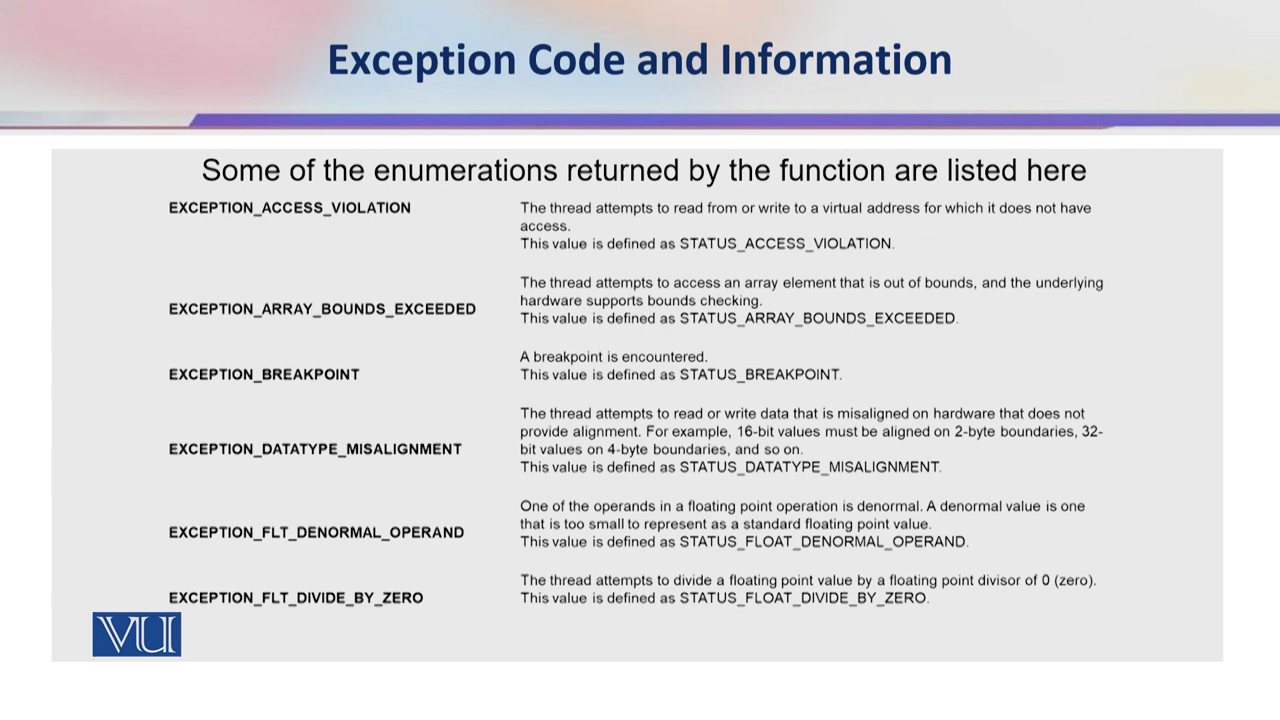 Exception Code and Information
Some of the enumerations returned by the function are listed here
EXCEPTION_ACCESS_VIOLATION
The thread attempts to read from or write to a virtual address for which it does not have
access.
This value is defined as STATUS_ACCESS_VIOLATION.
EXCEPTION_ARRAY_BOUNDS_EXCEEDED
The thread attempts to access an array element that is out of bounds, and the underlying
hardware supports bounds checking.
This value is defined as STATUS_ARRAY_BOUNDS_EXCEEDED.
EXCEPTION_BREAKPOINT
A breakpoint is encountered.
This value is defined as STATUS_BREAKPOINT.
EXCEPTION_DATATYPE_MISALIGNMENT
The thread attempts to read or write data that is misaligned on hardware that does not
provide alignment. For example, 16-bit values must be aligned on 2-byte boundaries, 32-
bit values on 4-byte boundaries, and so on.
This value is defined as STATUS_DATATYPE_MISALIGNMENT.
EXCEPTION_FLT_DENORMAL_OPERAND
One of the operands in a floating point operation is denormal. A denormal value is one
that is too small to represent as a standard floating point value.
This value is defined as STATUS_FLOAT_DENORMAL_OPERAND.
EXCEPTION_FLT_DIVIDE_BY_ZERO
The thread attempts to divide a floating point value by a floating point divisor of 0 (zero).
This value is defined as STATUS_FLOAT_DIVIDE_BY_ZERO.
VU